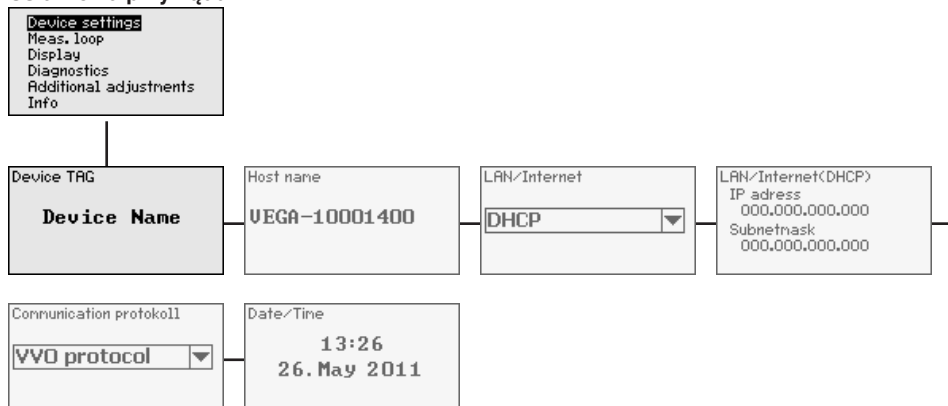 Device settings
Meas. loop
Display
Diagnostics
Additional adjustments
Info
Device TAG
Device Name
Host name
VEGA-10001400
LAN/Internet
DHCP
LAN/Internet(DHCP)
IP adress
000.000.000.000
Subnetmask
000.000.000.000
Communication protokoll
VVO protocol
Date/Time
13:26
26. May 2011